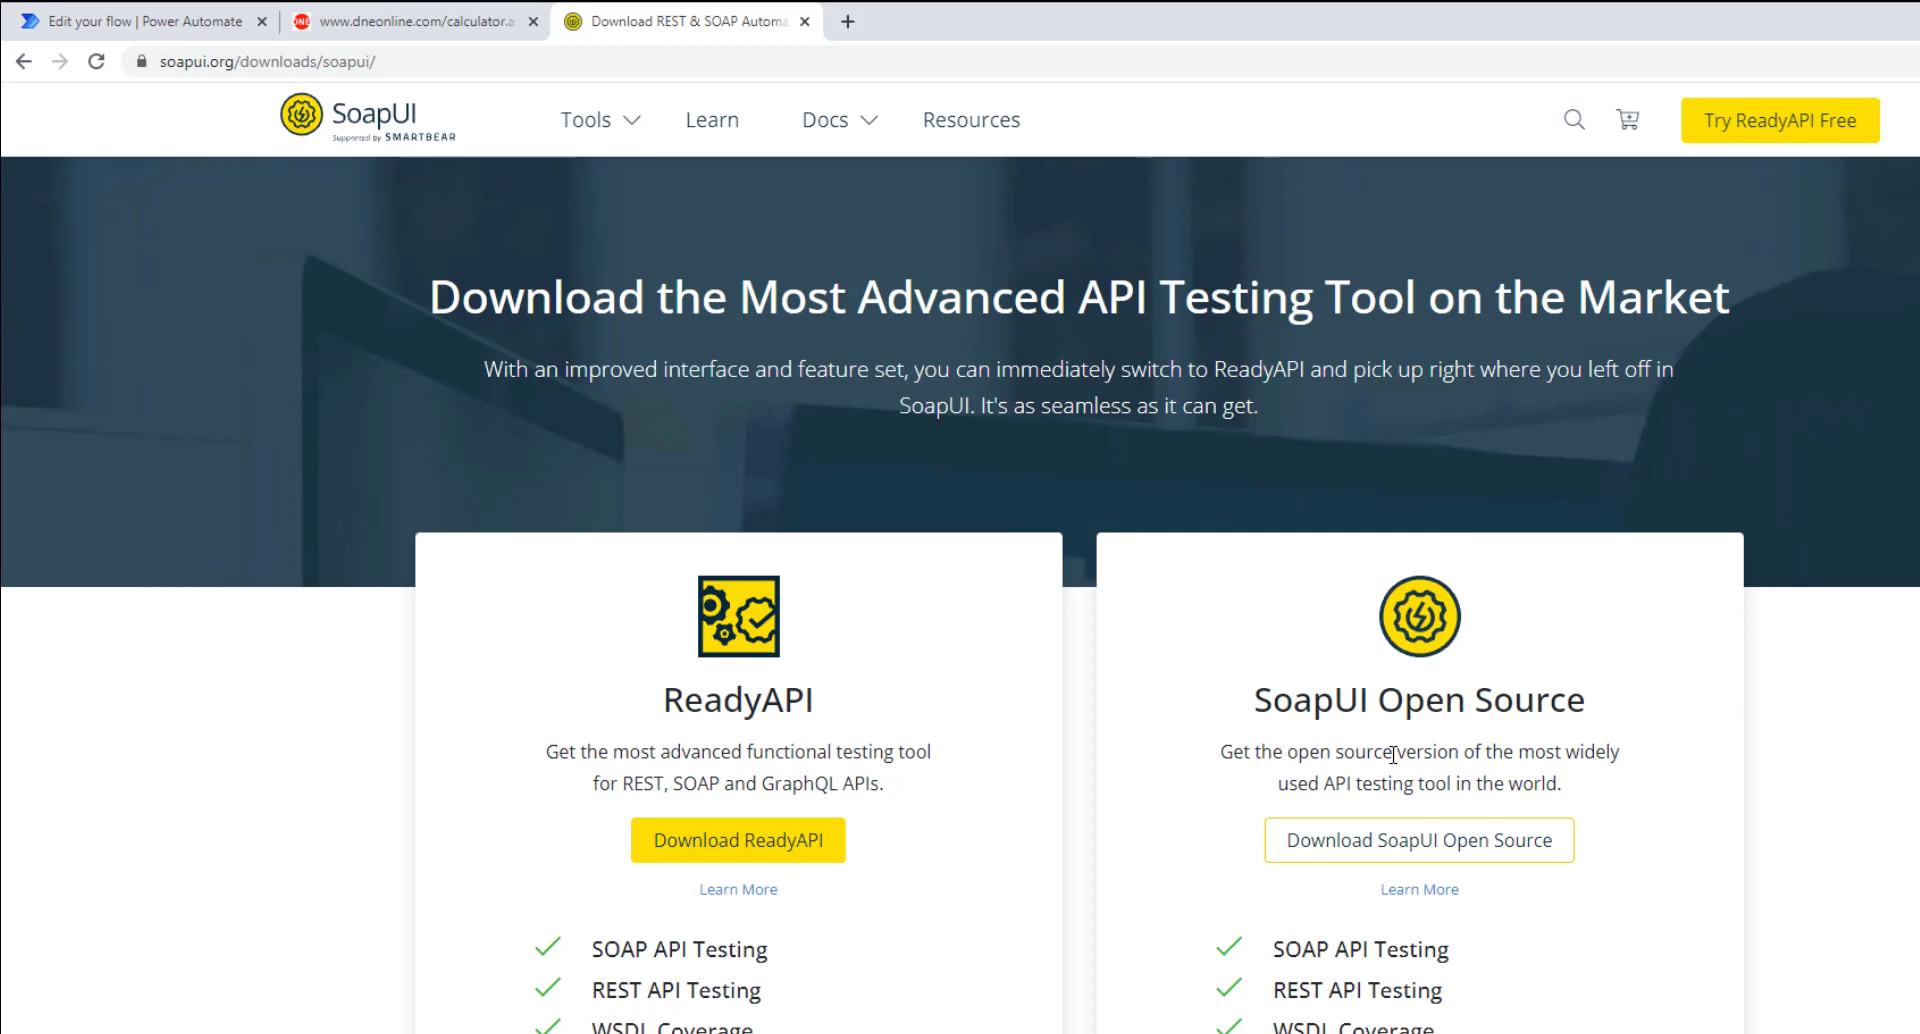 Edit your flow | Power Automate
DNE
www.dneonline.com/calculator.a
Download REST & SOAP Automa
soapui.org/downloads/soapui/
SoapUI
Supported by SMARTBEAR
Tools
Learn
Docs
Resources
Try ReadyAPI Free
Download the Most Advanced API Testing Tool on the Market
With an improved interface and feature set, you can immediately switch to ReadyAPI and pick up right where you left off in
SoapUI. It's as seamless as it can get.
ReadyAPI
Get the most advanced functional testing tool
for REST, SOAP and GraphQL APIs.
Download ReadyAPI
Learn More
SOAP API Testing
REST API Testing
WSDL Coverage
SoapUI Open Source
Get the open source version of the most widely
used API testing tool in the world.
Download SoapUI Open Source
Learn More
SOAP API Testing
REST API Testing
WSDL Coverage